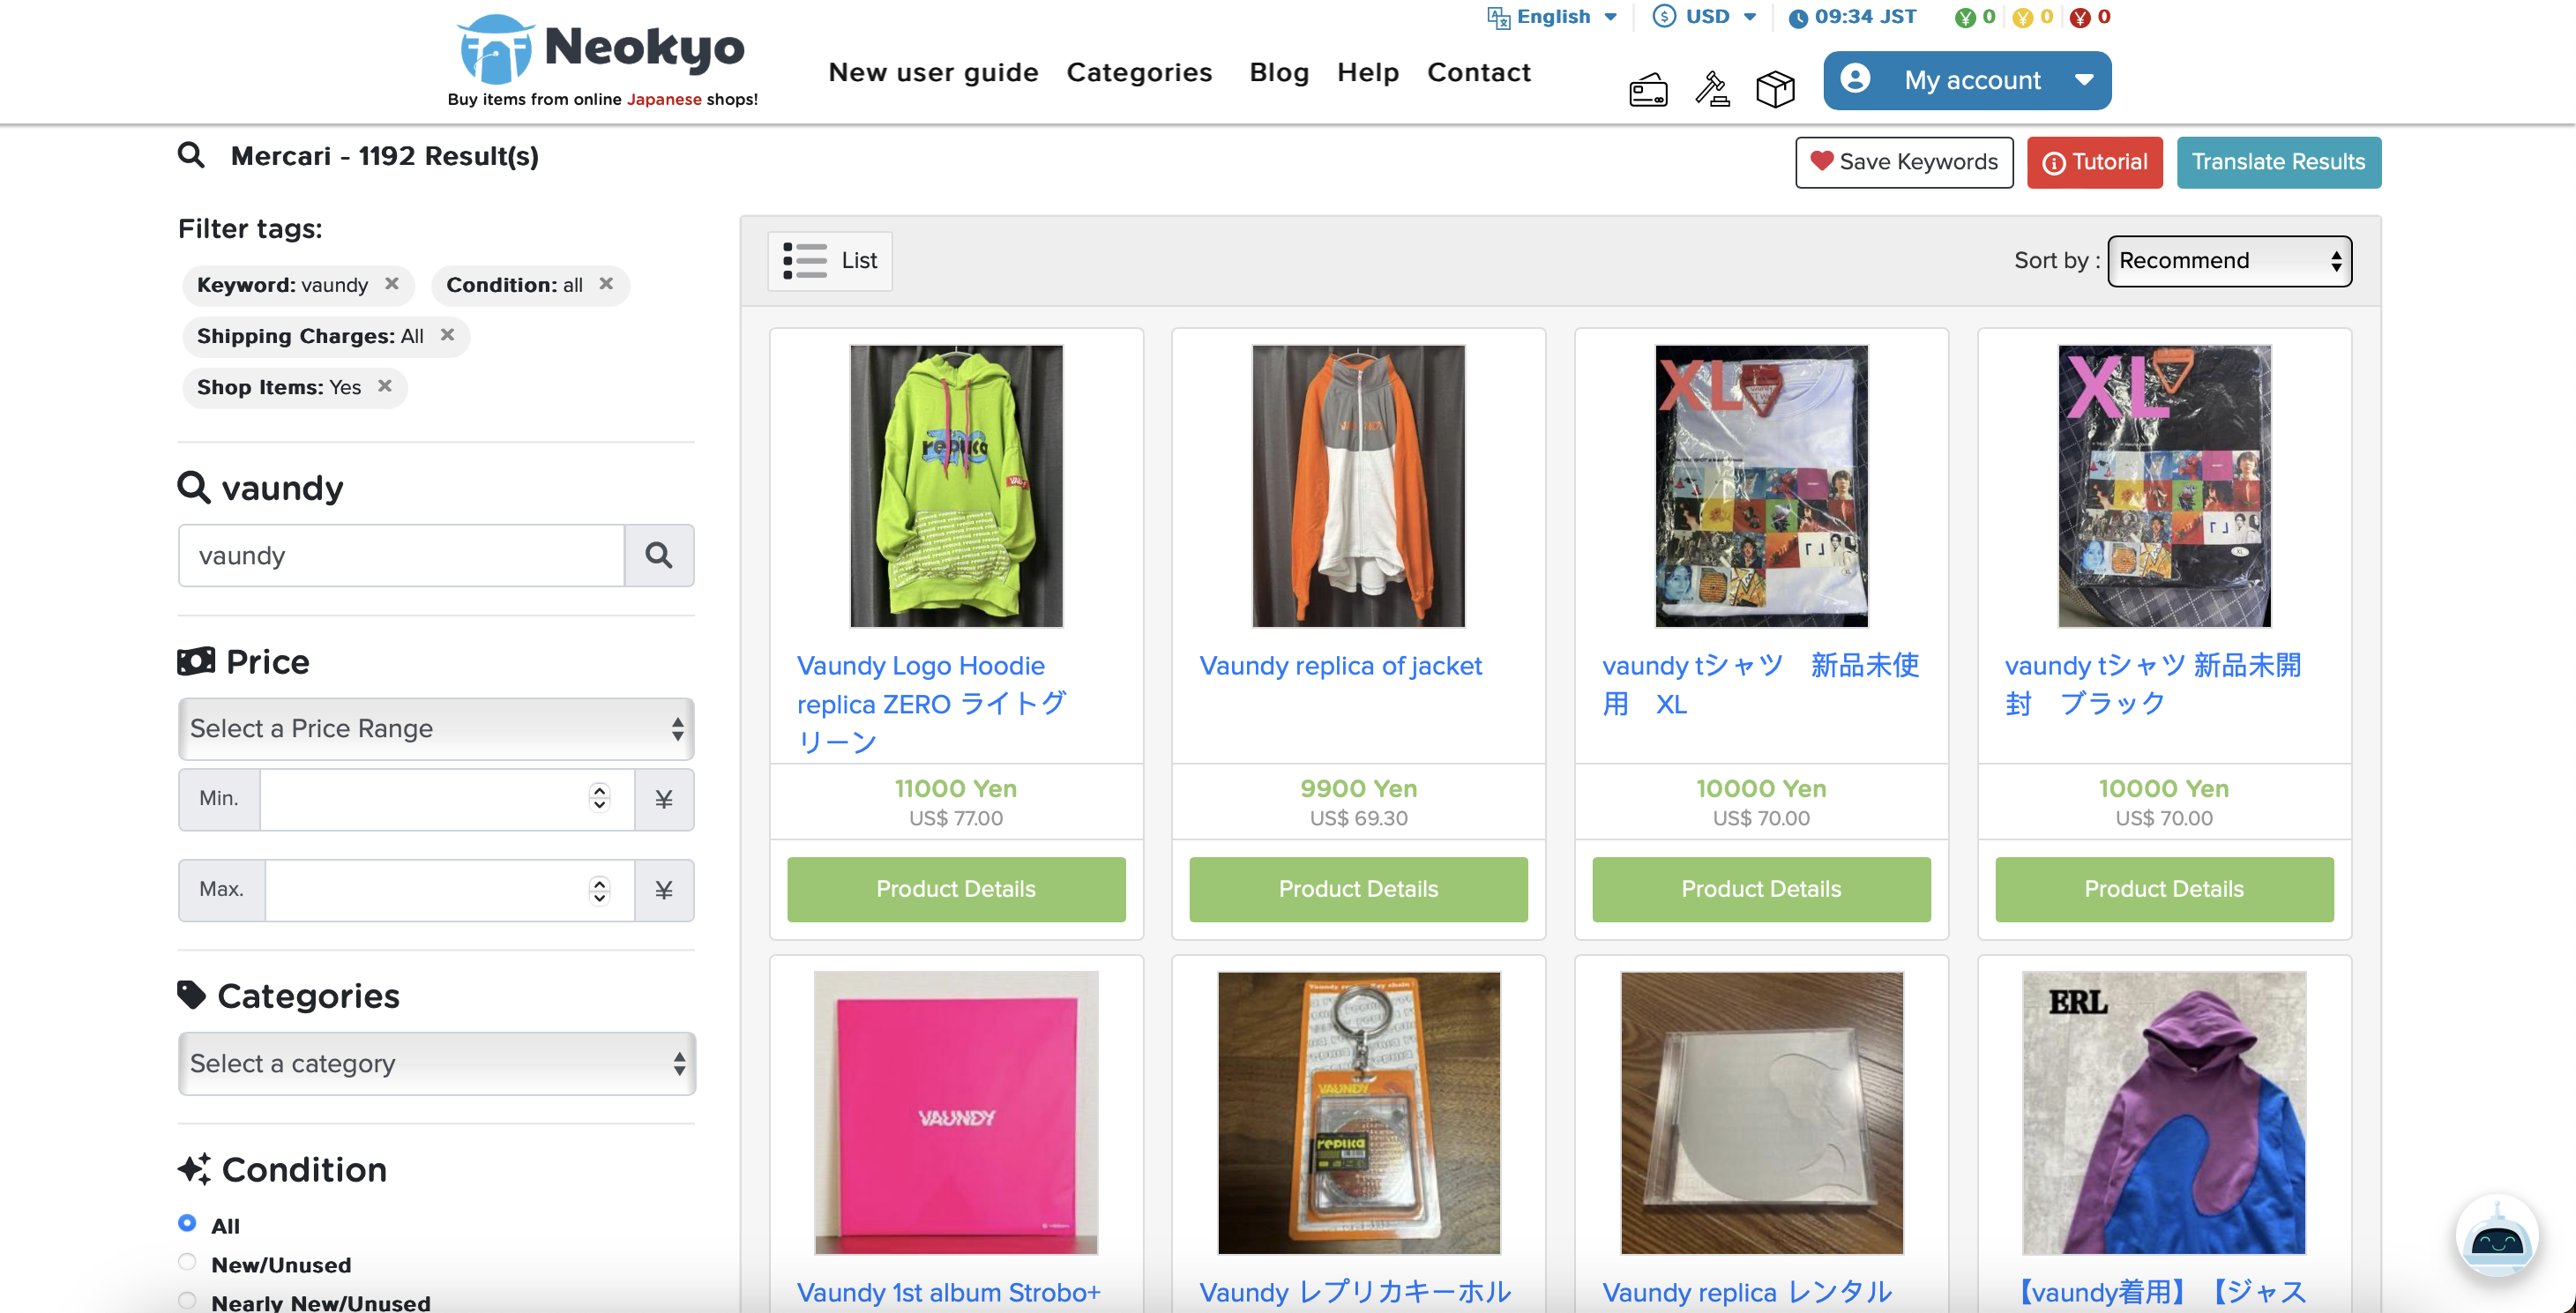 Neokyo
Buy items from online Japanese shops!
English
USD
09:34 JST
0
0
0
New user guide
Categories
Blog
Help
Contact
My account
Mercari - 1192 Result(s)
Save Keywords
Tutorial
Translate Results
Filter tags:
Keyword: vaundy
Condition: all
Shipping Charges: All
Shop Items: Yes
vaundy
vaundy
Price
Select a Price Range
Min.
¥
Max.
¥
Categories
Select a category
Condition
All
New/Unused
Nearly New/Unused
List
Sort by :
Recommend
replica
Vaundy Logo Hoodie
replica ZERO ライトグ
リーン
11000 Yen
US$ 77.00
Product Details
VAUNDY
Vaundy replica of jacket
9900 Yen
US$ 69.30
Product Details
XL
vaundy tシャツ　新品未使
用　XL
10000 Yen
US$ 70.00
Product Details
XL
vaundy tシャツ 新品未開
封　ブラック
10000 Yen
US$ 70.00
Product Details
VAUNDY
Vaundy 1st album Strobo+
VAUNDY
replica
Vaundy レプリカキーホル
Vaundy replica レンタル
ERL
【vaundy着用】【ジャス